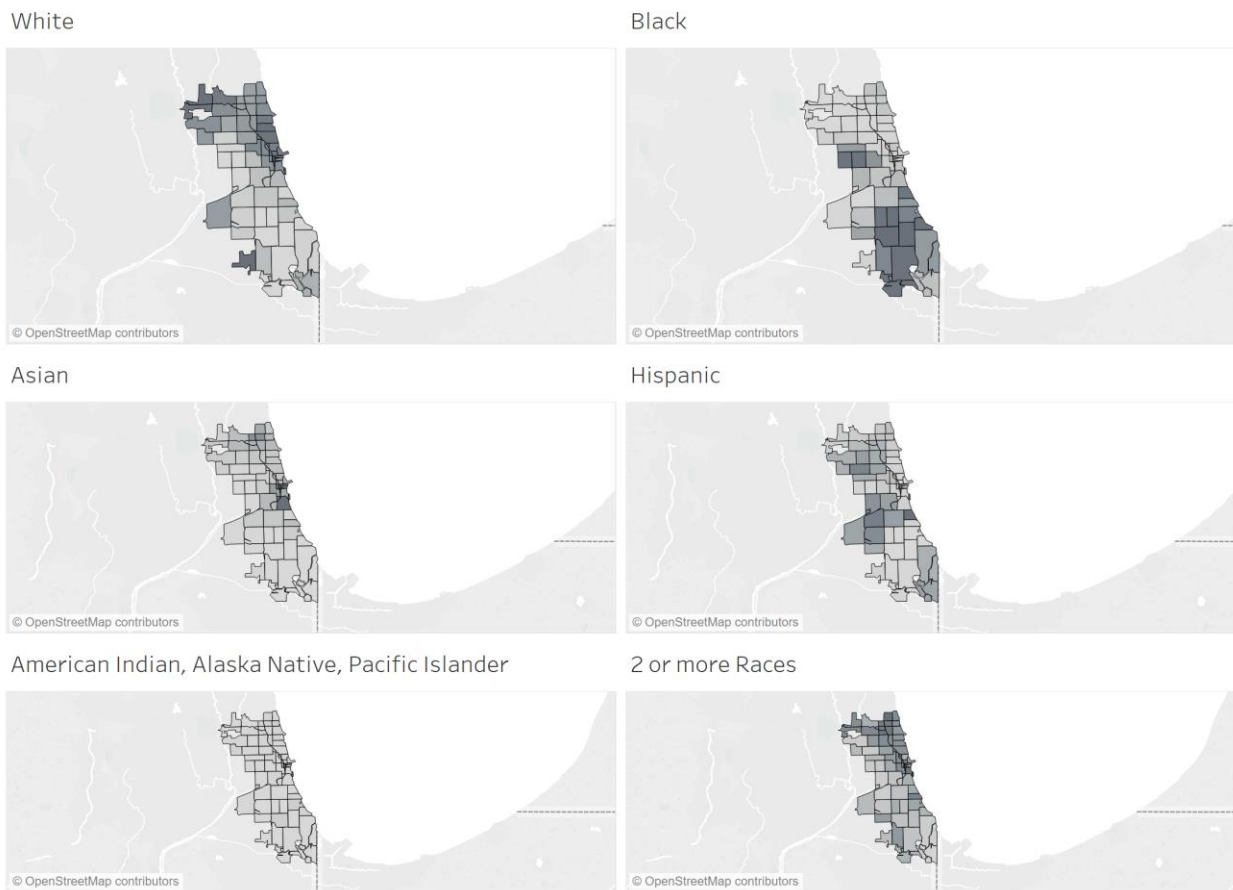 White
Black
© OpenStreetMap contributors
© OpenStreetMap contributors
Asian
Hispanic
© OpenStreetMap contributors
© OpenStreetMap contributors
American Indian, Alaska Native, Pacific Islander
2 or more Races
© OpenStreetMap contributors
© OpenStreetMap contributors